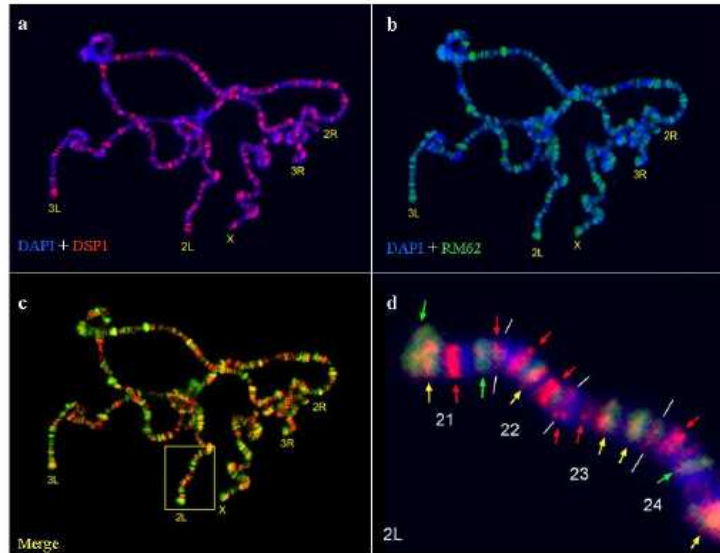 a
2R
3R
3L
2L
X
DAPI + DSP1
b
2R
3R
3L
2L
X
DAPI + RM62
c
2R
3R
3L
2L
X
Merge
d
21
22
23
24
2L